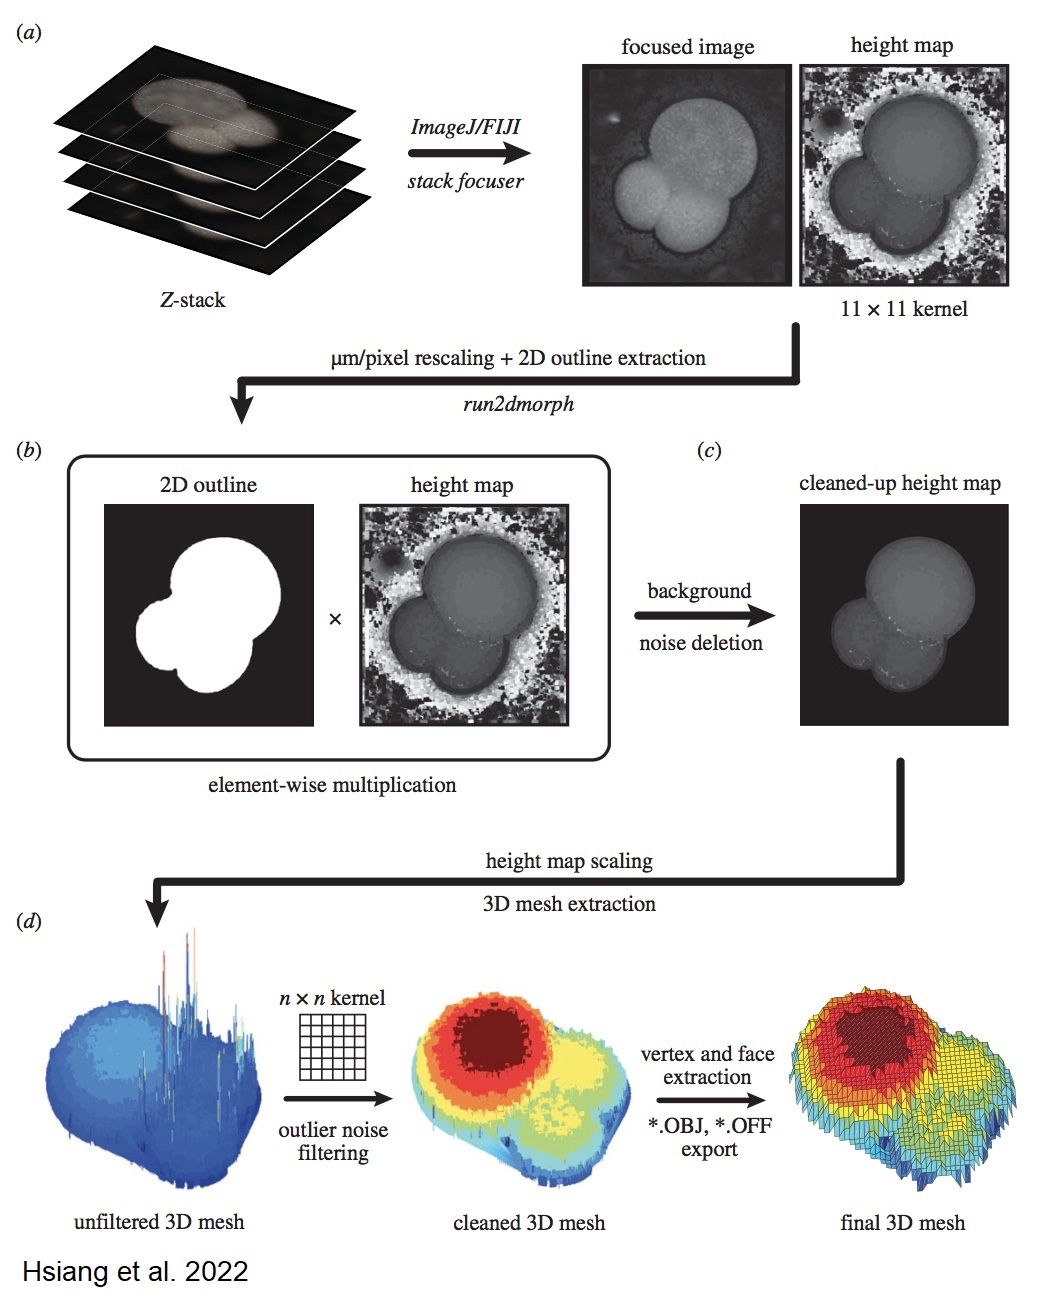 (a)
focused image
height map
ImageJ/FIJI
stack focuser
Z-stack
11 × 11 kernel
µm/pixel rescaling + 2D outline extraction
run2dmorph
(b)
(c)
2D outline
height map
cleaned-up height map
×
background
noise deletion
element-wise multiplication
height map scaling
3D mesh extraction
(d)
n × n kernel
outlier noise
filtering
vertex and face
extraction
*.OBJ, *.OFF
export
unfiltered 3D mesh
cleaned 3D mesh
final 3D mesh
Hsiang et al. 2022